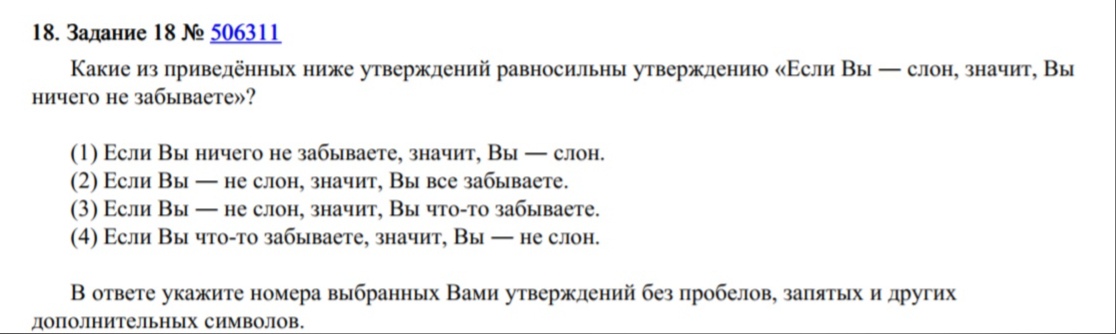 18. Задание 18 № 506311
Какие из приведённых ниже утверждений равносильны утверждению «Если Вы — слон, значит, Вы
ничего не забываете»?
(1) Если Вы ничего не забываете, значит, Вы — слон.
(2) Если Вы — не слон, значит, Вы все забываете.
(3) Если Вы — не слон, значит, Вы что-то забываете.
(4) Если Вы что-то забываете, значит, Вы — не слон.
В ответе укажите номера выбранных Вами утверждений без пробелов, запятых и других
дополнительных символов.